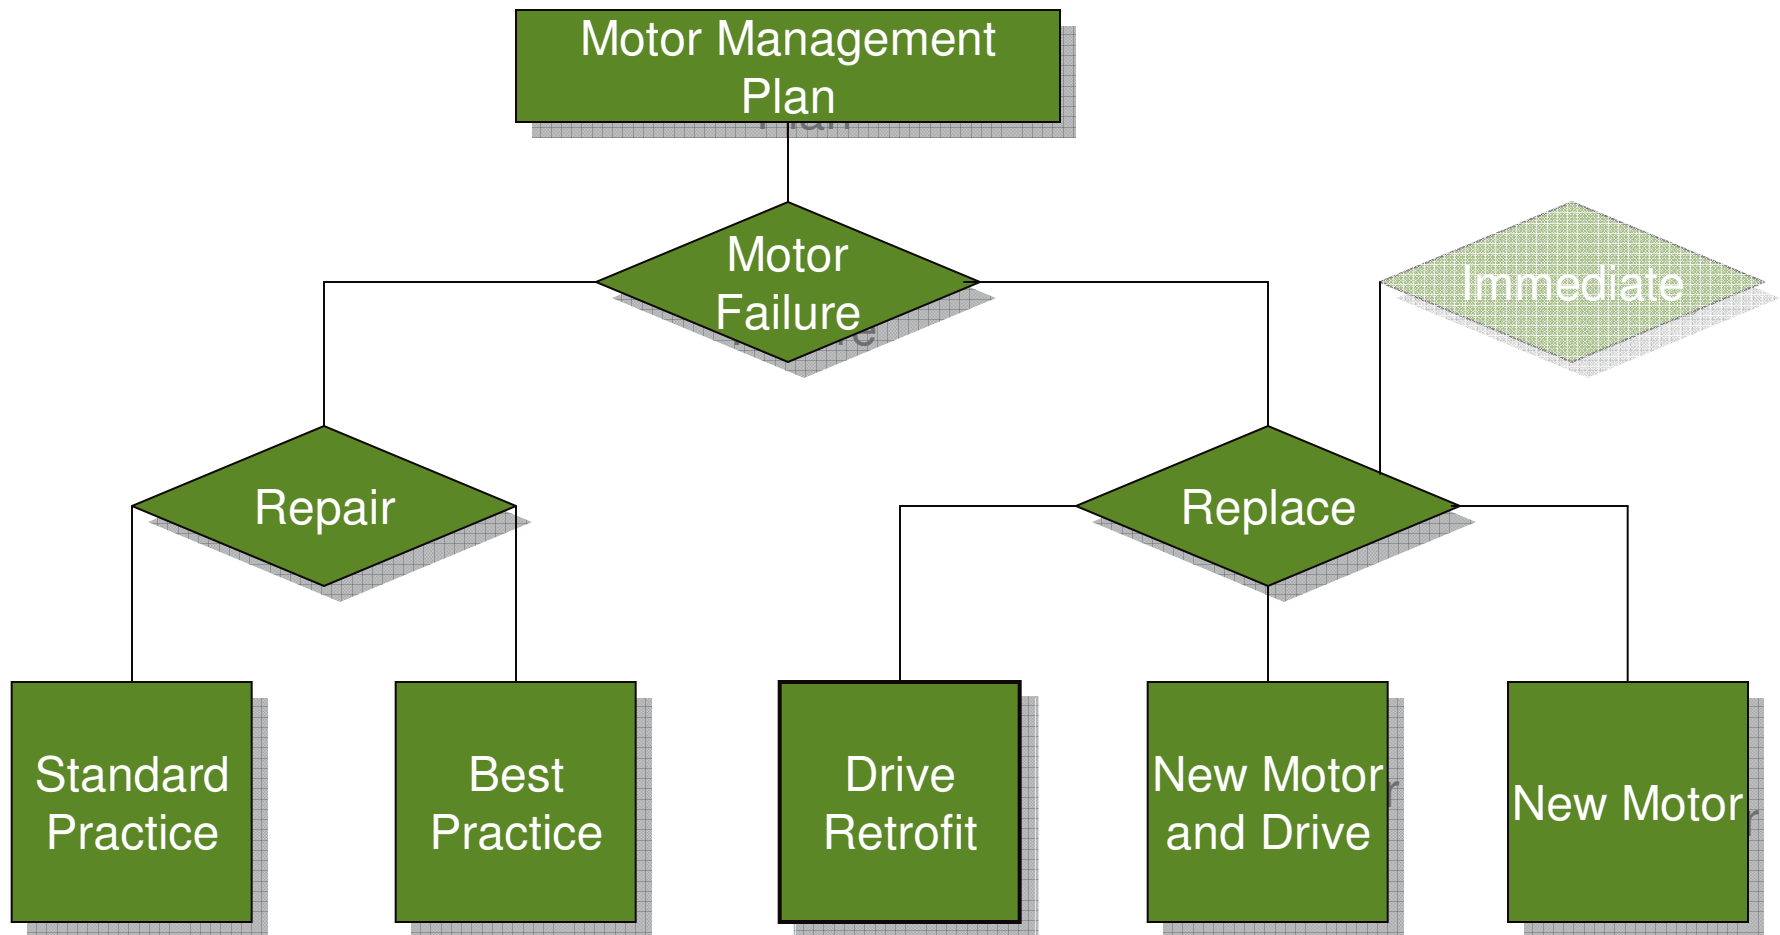 Motor Management
Plan
Motor
Failure
Immediate
Repair
Replace
Standard
Practice
Best
Practice
Drive
Retrofit
New Motor
and Drive
New Motor